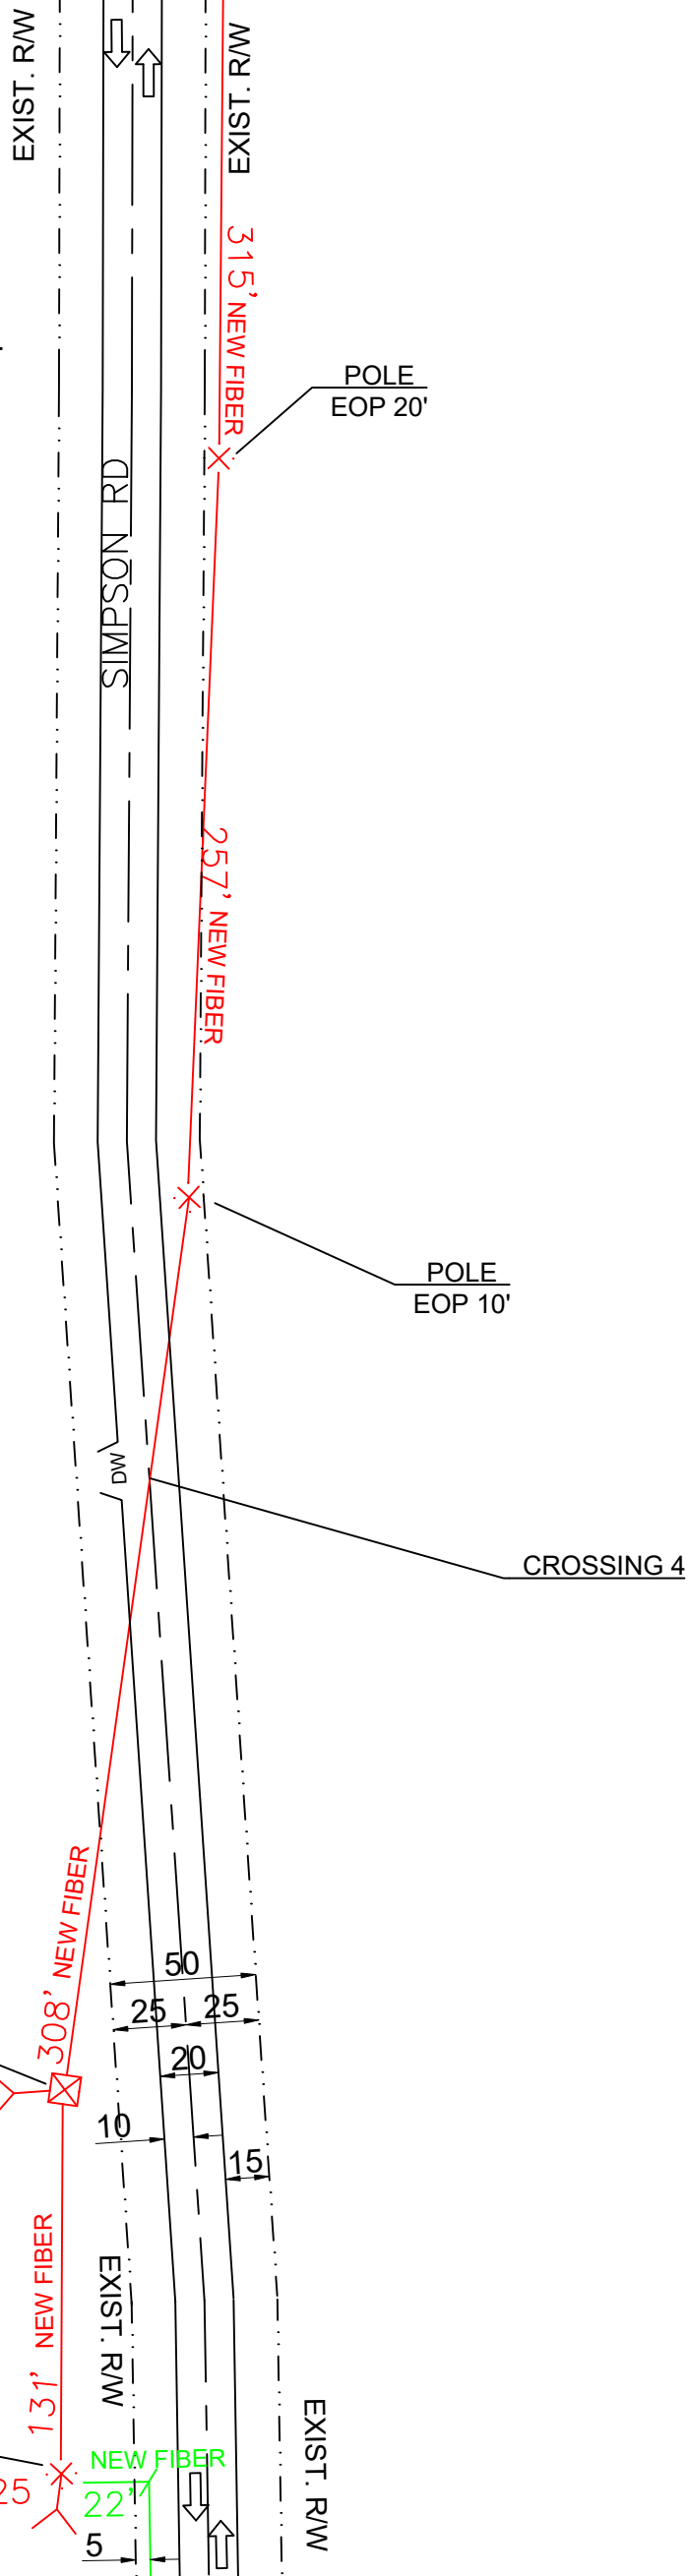 EXIST. R/W
EXIST. R/W
315' NEW FIBER
POLE
EOP 20'
SIMPSON RD
257' NEW FIBER
POLE
EOP 10'
DW
CROSSING 4
308' NEW FIBER
50
25
25
20
10
15
131' NEW FIBER
EXIST. R/W
EXIST. R/W
NEW FIBER
22'
25
5